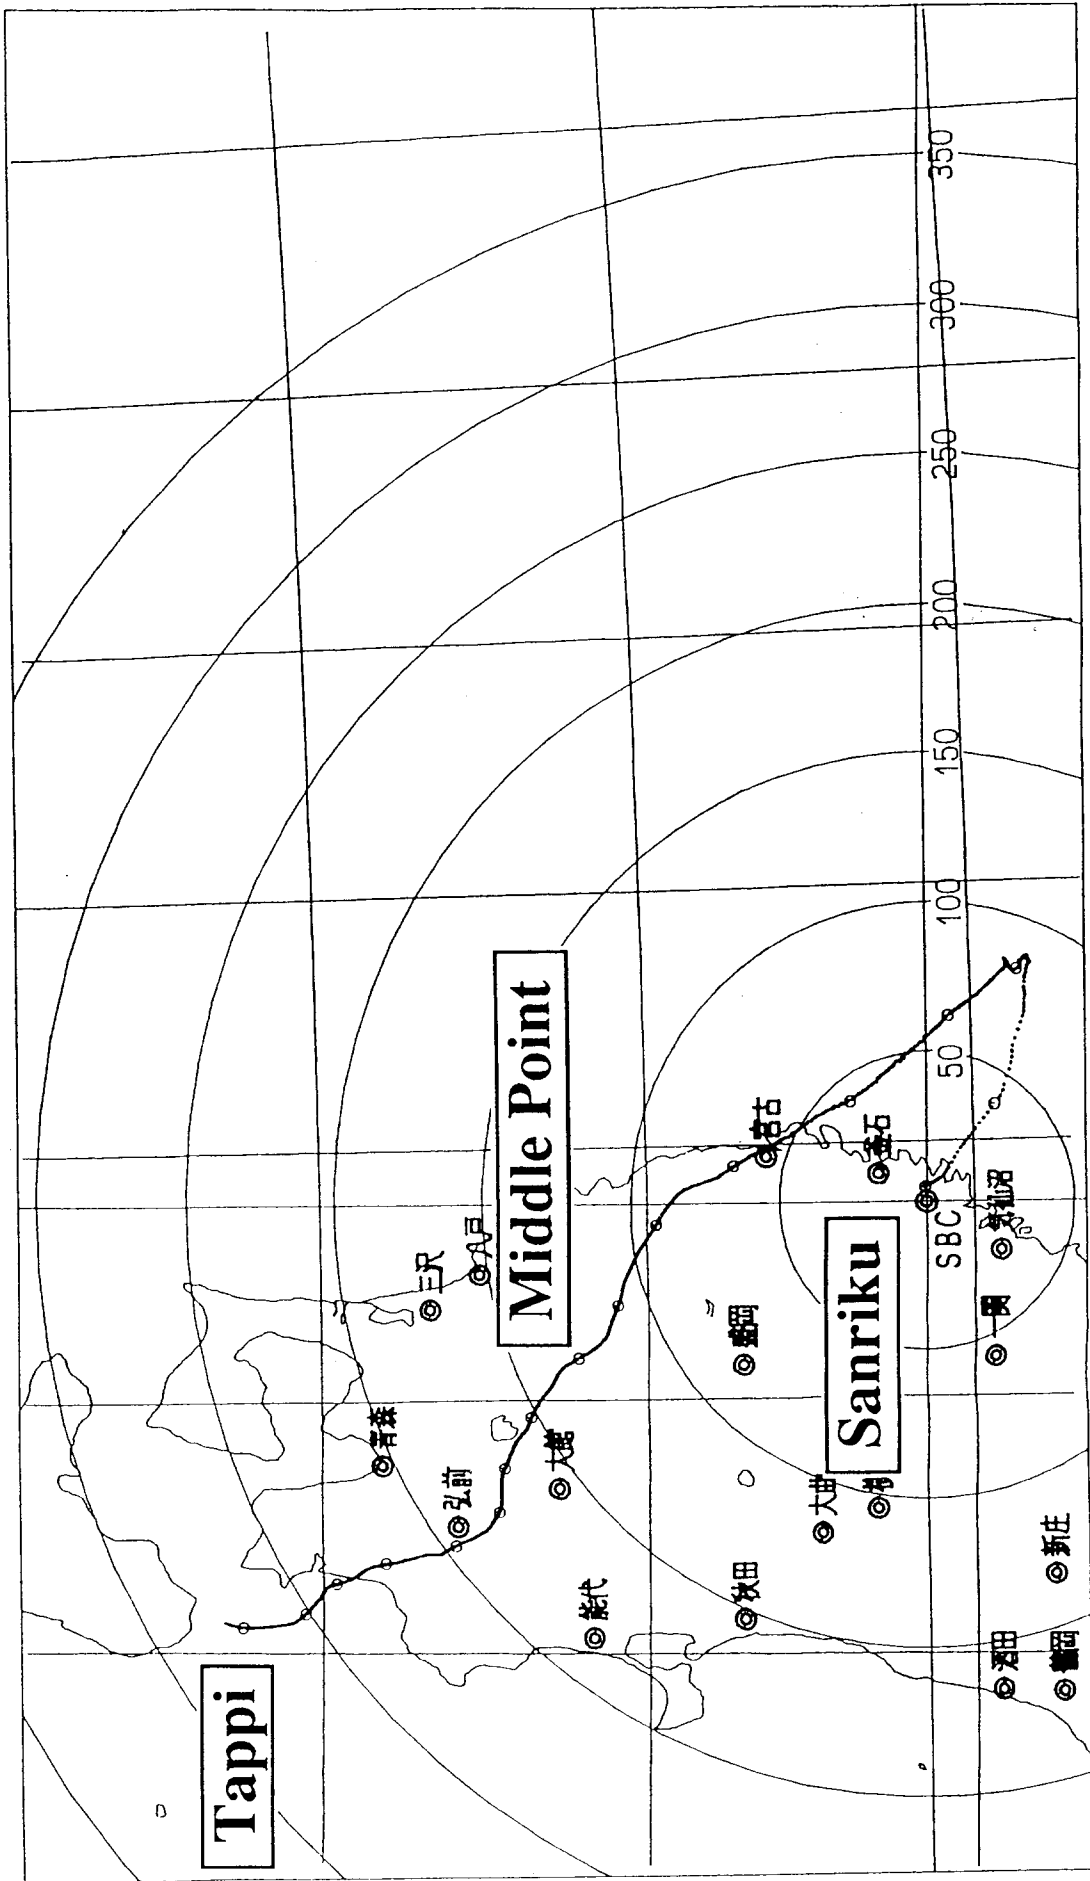 Tappi
Middle Point
Sanriku
三沢
八戸
青森
弘前
大館
能代
秋田
盛岡
宮古
釜石
大曲
気仙沼
一関
新庄
酒田
鶴岡
SBC
50
100
150
200
250
300
350